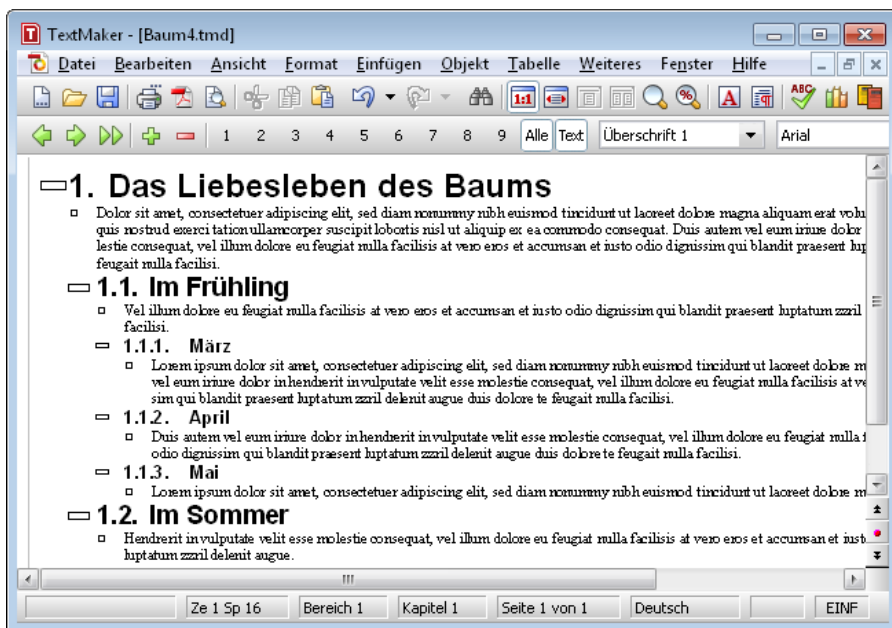 TextMaker - [Baum4.tmd]
Datei Bearbeiten Ansicht Format Einfügen Objekt Tabelle Weiteres Fenster Hilfe
1:1 % A ABC
1 2 3 4 5 6 7 8 9 Alle Text Überschrift 1 Arial
1. Das Liebesleben des Baums
Dolor sit amet, consectetuer adipiscing elit, sed diam nonummy nibh euismod tincidunt ut laoreet dolore magna aliquam erat volu
quis nostrud exerci tation ullamcorper suscipit lobortis nisl ut aliquip ex ea commodo consequat. Duis autem vel eum iriure dolor
lestie consequat, vel illum dolore eu feugiat nulla facilisis at vero eros et accumsan et iusto odio dignissim qui blandit praesent lup
feugait nulla facilisi.
1.1. Im Frühling
Vel illum dolore eu feugiat nulla facilisis at vero eros et accumsan et iusto odio dignissim qui blandit praesent luptatum zzril
facilisi.
1.1.1. März
Lorem ipsum dolor sit amet, consectetuer adipiscing elit, sed diam nonummy nibh euismod tincidunt ut laoreet dolore m
vel eum iriure dolor in hendrerit in vulputate velit esse molestie consequat, vel illum dolore eu feugiat nulla facilisis at ve
sim qui blandit praesent luptatum zzril delenit augue duis dolore te feugait nulla facilisi.
1.1.2. April
Duis autem vel eum iriure dolor in hendrerit in vulputate velit esse molestie consequat, vel illum dolore eu feugiat nulla f
odio dignissim qui blandit praesent luptatum zzril delenit augue duis dolore te feugait nulla facilisi.
1.1.3. Mai
Lorem ipsum dolor sit amet, consectetuer adipiscing elit, sed diam nonummy nibh euismod tincidunt ut laoreet dolore m
1.2. Im Sommer
Hendrerit in vulputate velit esse molestie consequat, vel illum dolore eu feugiat nulla facilisis at vero eros et accumsan et iust
luptatum zzril delenit augue.
Ze 1 Sp 16 Bereich 1 Kapitel 1 Seite 1 von 1 Deutsch EINF